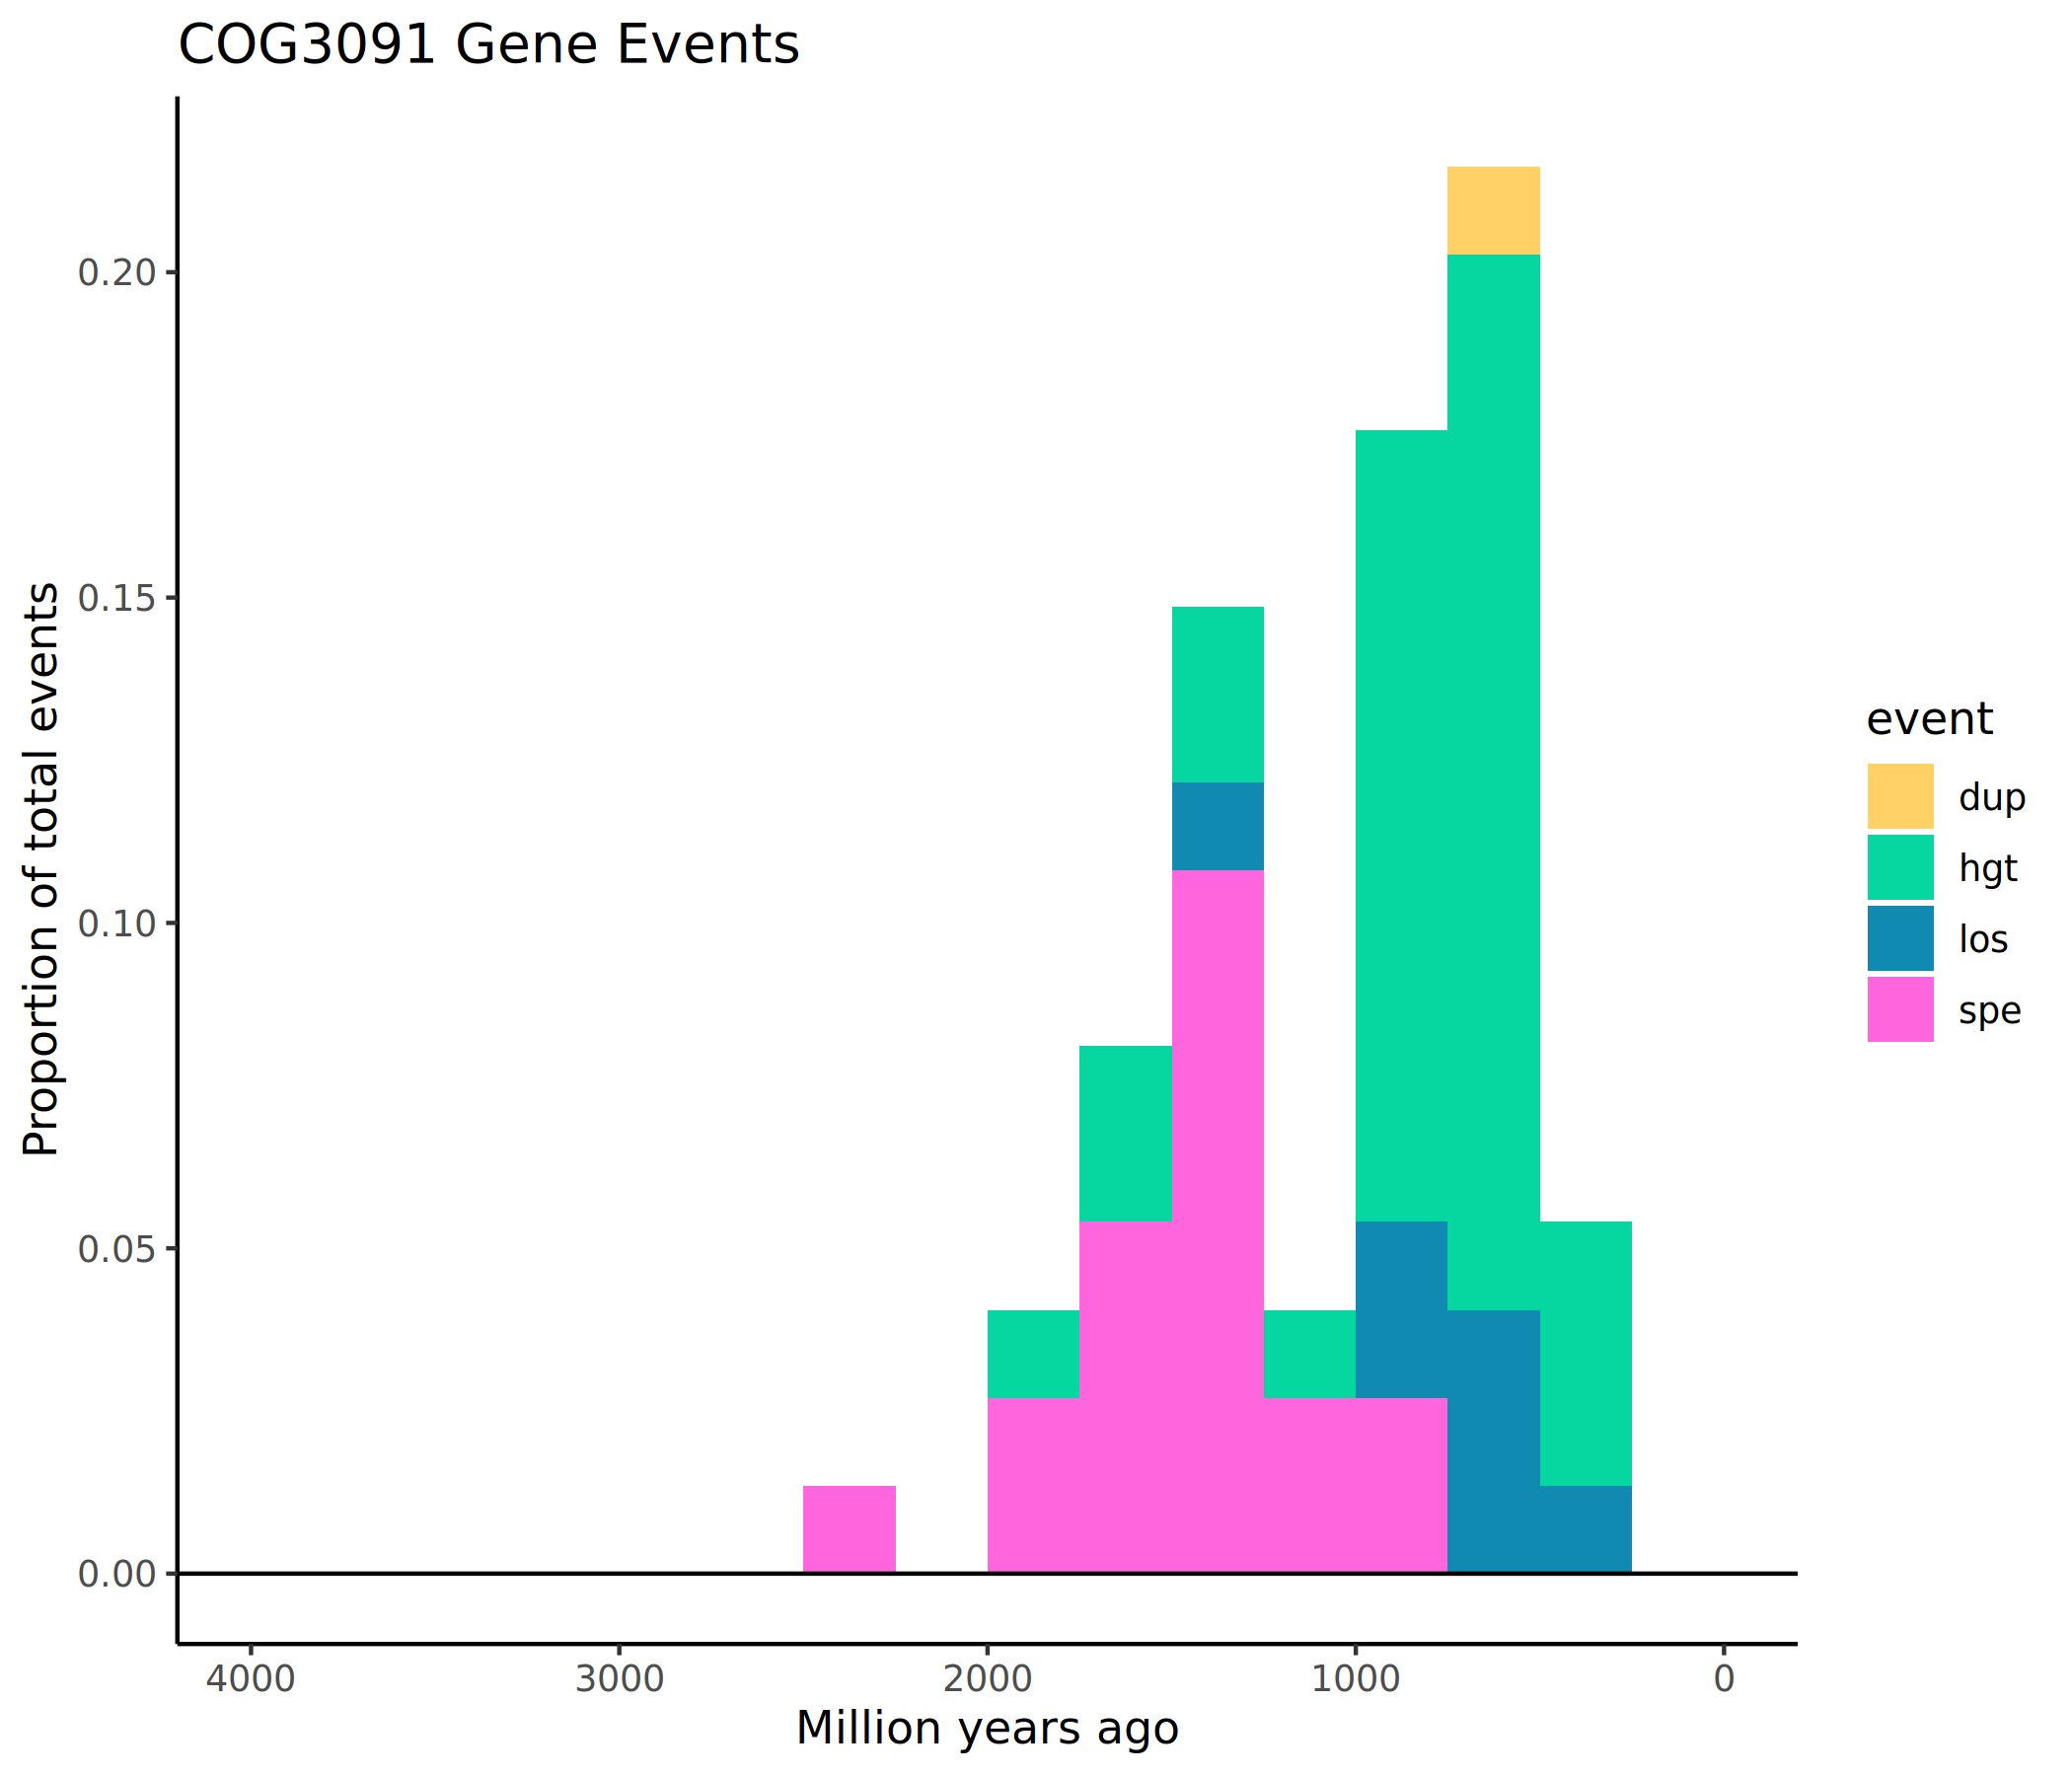 COG3091 Gene Events
Proportion of total events
0.20
0.15
0.10
0.05
0.00
4000 3000 2000 1000 0
Million years ago
event
dup
hgt
los
spe